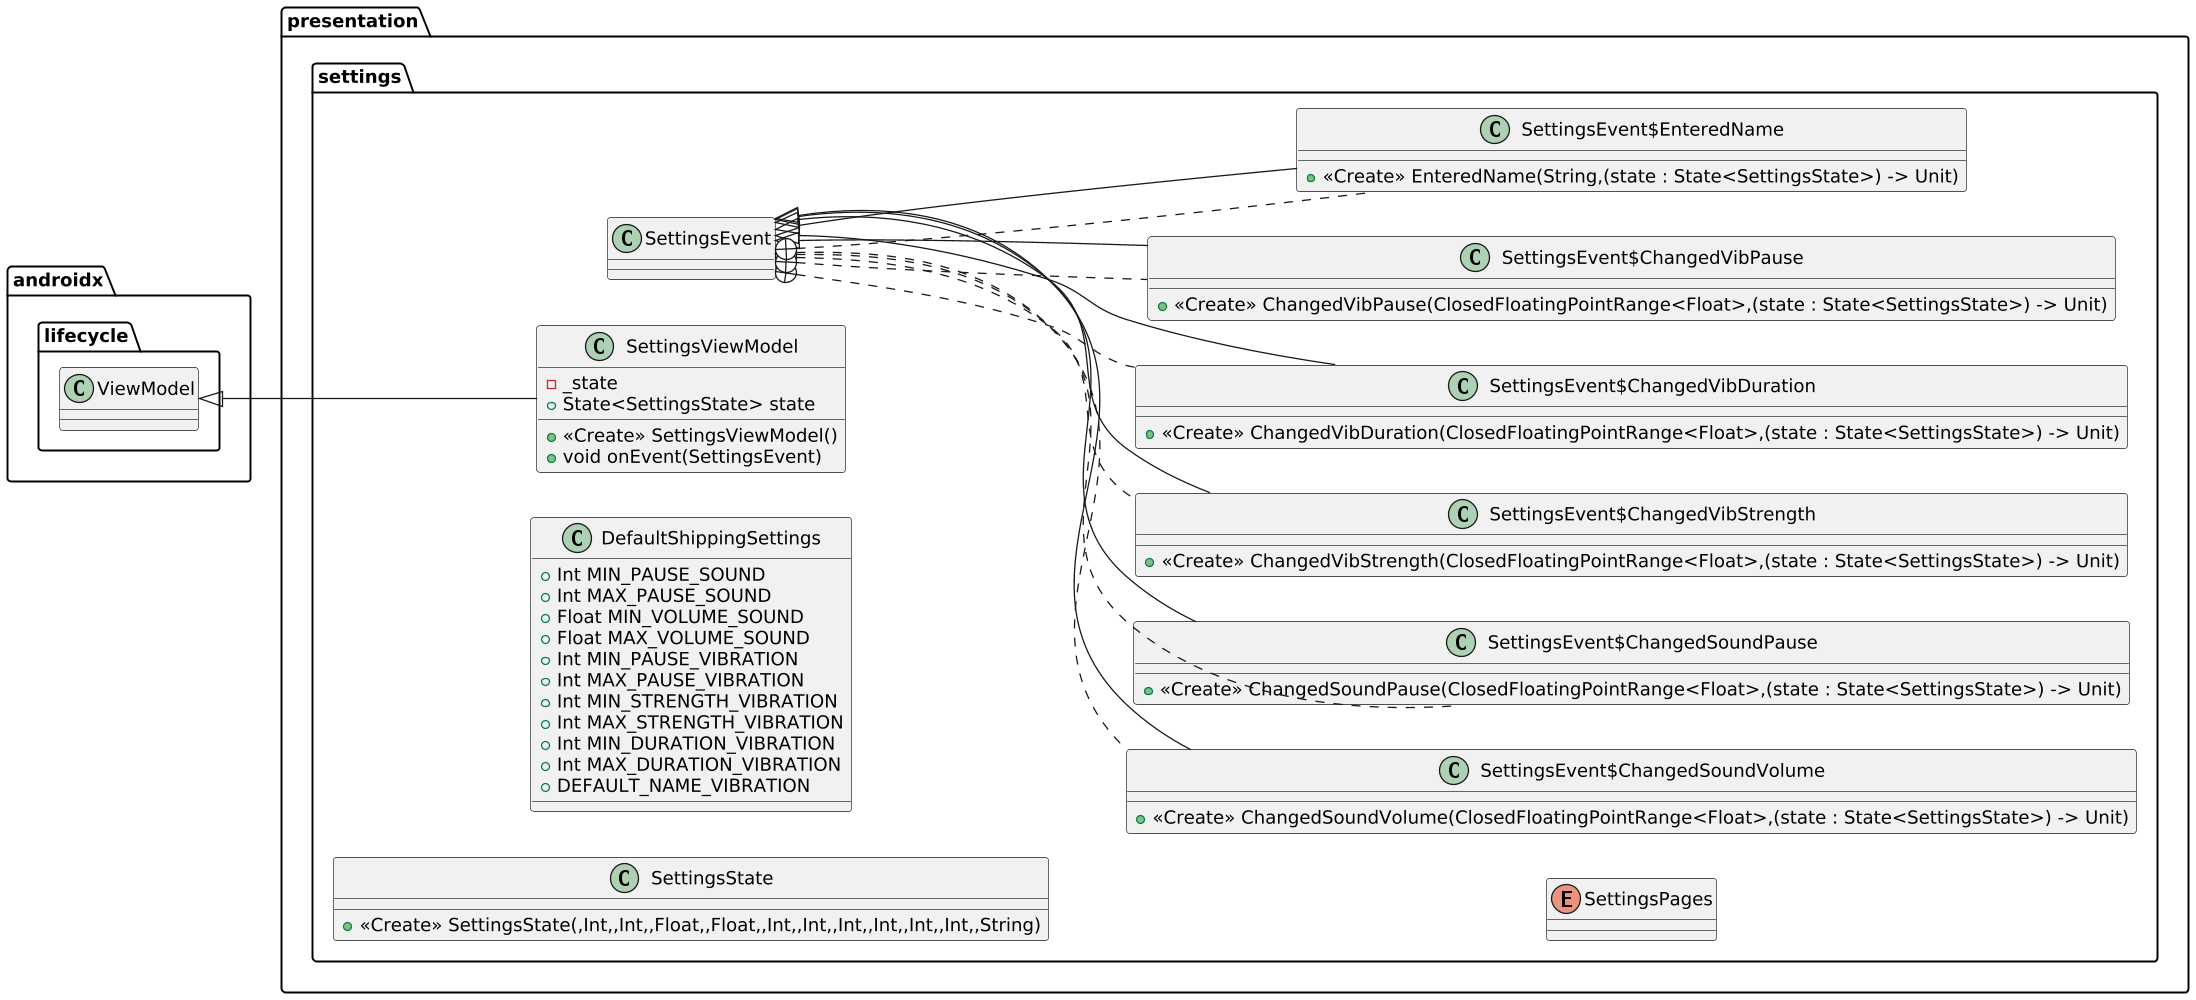 presentation
settings
C SettingsEvent$EnteredName
«Create» EnteredName(String,(state : State<SettingsState>) -> Unit)
C SettingsEvent
C SettingsEvent$ChangedVibPause
«Create» ChangedVibPause(ClosedFloatingPointRange<Float>,(state : State<SettingsState>) -> Unit)
androidx
lifecycle
C ViewModel
C SettingsViewModel
_state
State<SettingsState> state
«Create» SettingsViewModel()
void onEvent(SettingsEvent)
C SettingsEvent$ChangedVibDuration
«Create» ChangedVibDuration(ClosedFloatingPointRange<Float>,(state : State<SettingsState>) -> Unit)
C SettingsEvent$ChangedVibStrength
«Create» ChangedVibStrength(ClosedFloatingPointRange<Float>,(state : State<SettingsState>) -> Unit)
C DefaultShippingSettings
Int MIN_PAUSE_SOUND
Int MAX_PAUSE_SOUND
Float MIN_VOLUME_SOUND
Float MAX_VOLUME_SOUND
Int MIN_PAUSE_VIBRATION
Int MAX_PAUSE_VIBRATION
Int MIN_STRENGTH_VIBRATION
Int MAX_STRENGTH_VIBRATION
Int MIN_DURATION_VIBRATION
Int MAX_DURATION_VIBRATION
DEFAULT_NAME_VIBRATION
C SettingsEvent$ChangedSoundPause
«Create» ChangedSoundPause(ClosedFloatingPointRange<Float>,(state : State<SettingsState>) -> Unit)
C SettingsEvent$ChangedSoundVolume
«Create» ChangedSoundVolume(ClosedFloatingPointRange<Float>,(state : State<SettingsState>) -> Unit)
C SettingsState
«Create» SettingsState(,Int,,Int,,Float,,Float,,Int,,Int,,Int,,Int,,Int,,Int,,String)
E SettingsPages